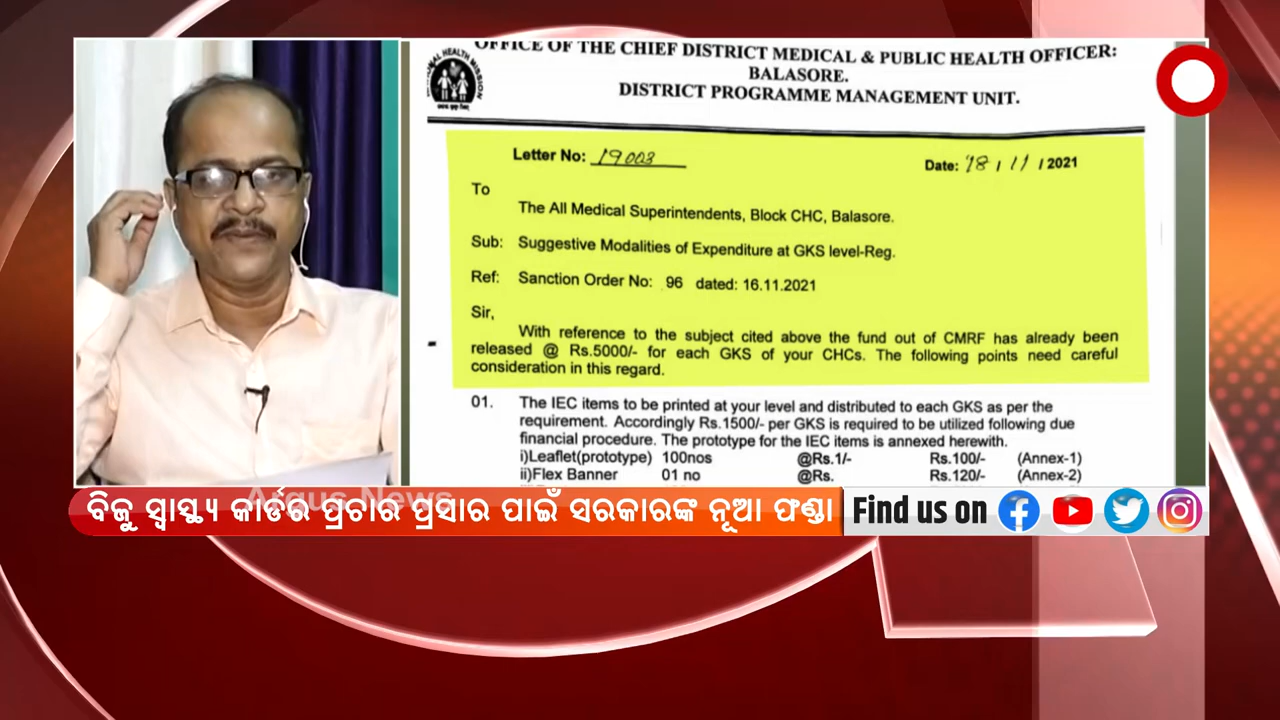 OFFICE OF THE CHIEF DISTRICT MEDICAL & PUBLIC HEALTH OFFICER:
BALASORE.
DISTRICT PROGRAMME MANAGEMENT UNIT.
Letter No: 19003
Date: 18 / 11 / 2021
To
The All Medical Superintendents, Block CHC, Balasore.
Sub: Suggestive Modalities of Expenditure at GKS level-Reg.
Ref: Sanction Order No: 96 dated: 16.11.2021
Sir,
With reference to the subject cited above the fund out of CMRF has already been
released @ Rs.5000/- for each GKS of your CHCs. The following points need careful
consideration in this regard.
01. The IEC items to be printed at your level and distributed to each GKS as per the
requirement. Accordingly Rs.1500/- per GKS is required to be utilized following due
financial procedure. The prototype for the IEC items is annexed herewith.
i)Leaflet(prototype) 100nos @Rs.1/- Rs.100/- (Annex-1)
ii)Flex Banner 01 no @Rs. Rs.120/- (Annex-2)
Argus News
ବିଜୁ ସ୍ୱାସ୍ଥ୍ୟ କାର୍ଡର ପ୍ରଚାର ପ୍ରସାର ପାଇଁ ସରକାରଙ୍କ ନୂଆ ଫଣ୍ଡା
Find us on